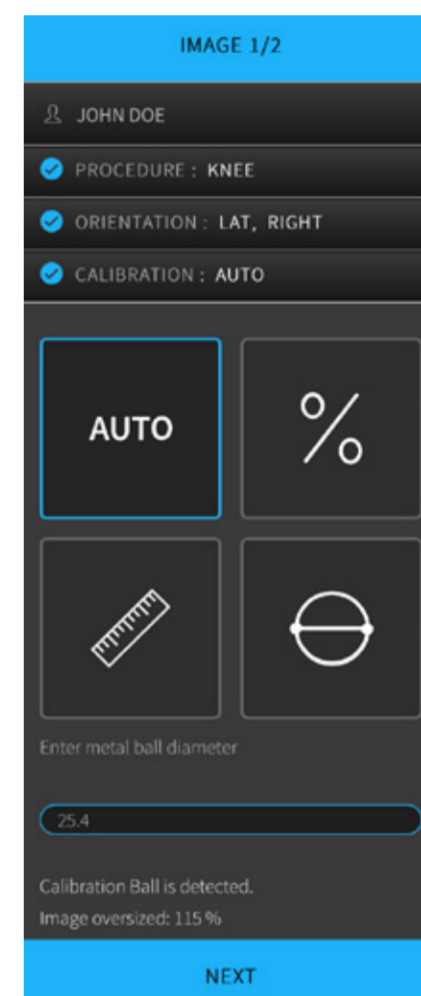 IMAGE 1/2
JOHN DOE
PROCEDURE : KNEE
ORIENTATION : LAT, RIGHT
CALIBRATION : AUTO
AUTO
%
Enter metal ball diameter
25.4
Calibration Ball is detected.
Image oversized: 115 %
NEXT